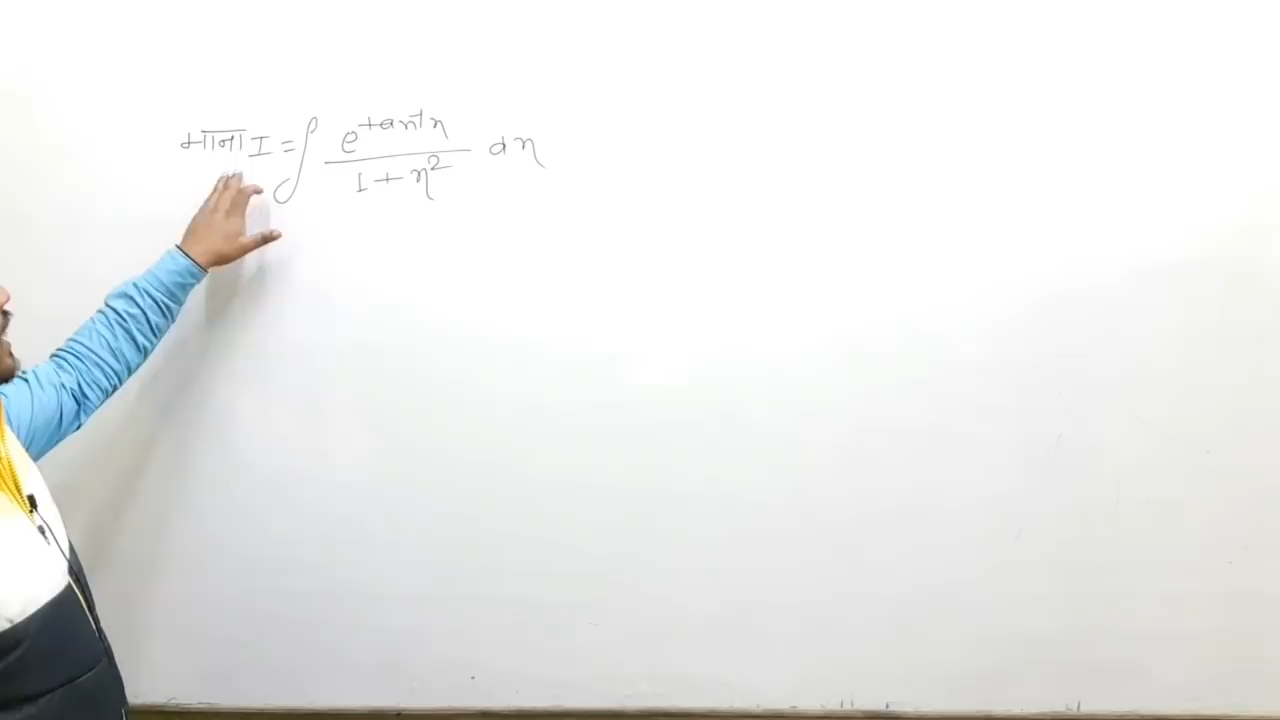 माना I = ∫ e^{tan⁻¹x} / (1 + x²) dx